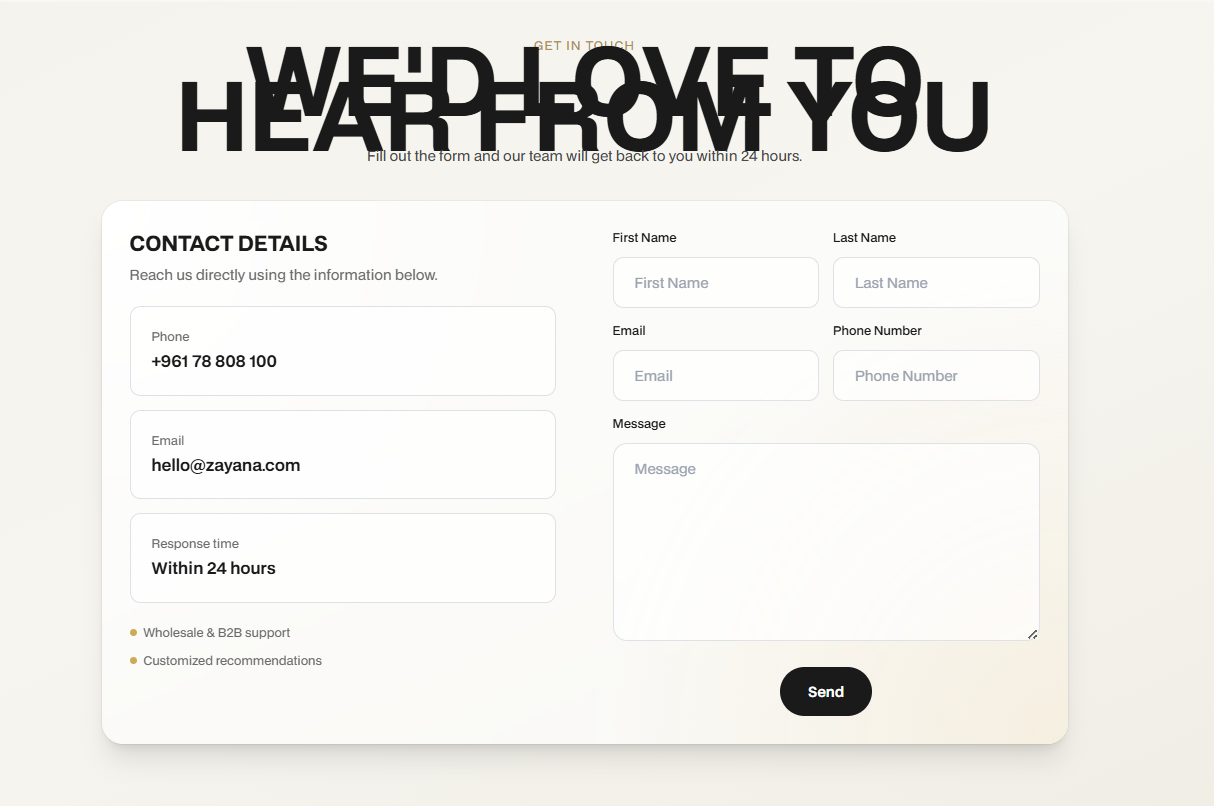 GET IN TOUCH
WE'D LOVE TO
HEAR FROM YOU
Fill out the form and our team will get back to you within 24 hours.
CONTACT DETAILS
Reach us directly using the information below.
Phone
+961 78 808 100
Email
hello@zayana.com
Response time
Within 24 hours
Wholesale & B2B support
Customized recommendations
First Name
Last Name
First Name
Last Name
Email
Phone Number
Email
Phone Number
Message
Message
Send